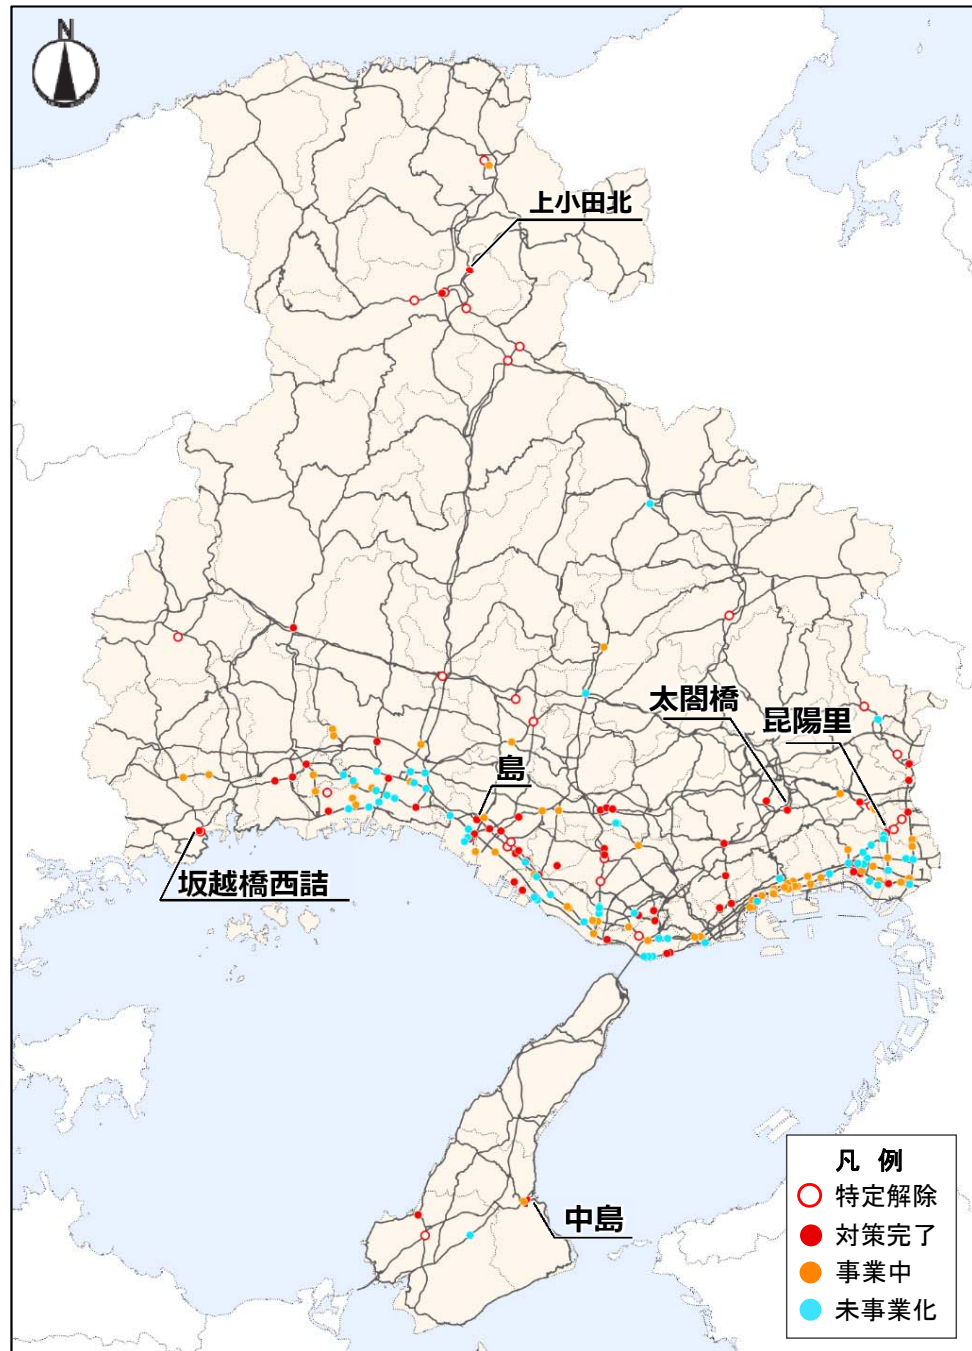 N
上小田北
太閤橋
昆陽里
島
坂越橋西詰
中島
凡 例
特定解除
対策完了
事業中
未事業化